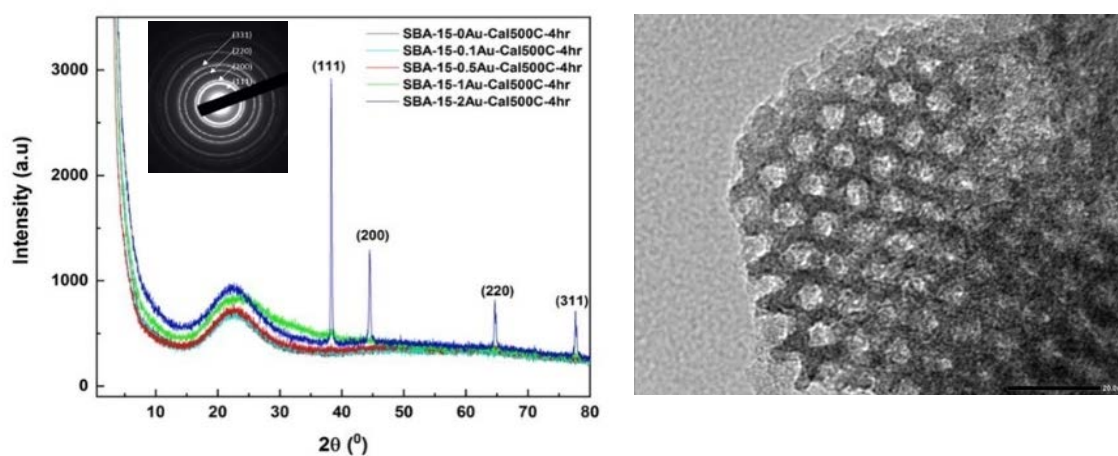 (331)
(220)
(200)
(111)
SBA-15-0Au-Cal500C-4hr
SBA-15-0.1Au-Cal500C-4hr
SBA-15-0.5Au-Cal500C-4hr
SBA-15-1Au-Cal500C-4hr
SBA-15-2Au-Cal500C-4hr
3000
2000
1000
0
Intensity (a.u)
(111)
(200)
(220)
(311)
10 20 30 40 50 60 70 80
2θ (⁰)